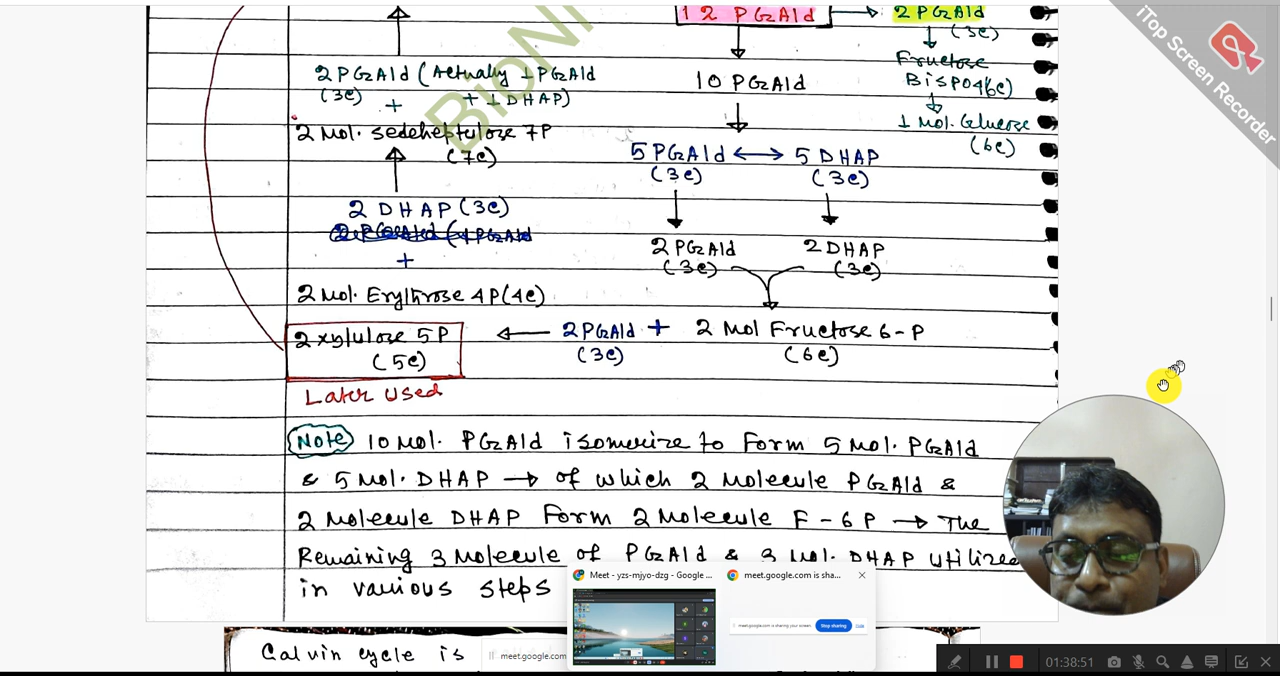 12 PGAld → 2 PGAld
(3C)
2 PGAld (Actually 1 PGAld
(3C) + + 1 DHAP)
10 PGAld
Fructose
Bispo4(6C)
1 Mol. Glucose
(6C)
2 Mol. Sedeheptulose 7P
(7C)
5 PGAld ↔ 5 DHAP
(3C) (3C)
2 DHAP (3C)
+
2 PGAld 2 DHAP
(3C) (3C)
2 Mol. Erythrose 4P(4C)
2 xylulose 5P ← 2 PGAld + 2 Mol Fructose 6-P
(5C) (3C) (6C)
Later Used
Note 10 Mol. PGAld isomerize to Form 5 Mol. PGAld
& 5 Mol. DHAP → of which 2 Molecule PGAld &
2 Molecule DHAP Form 2 Molecule F-6P → The
Remaining 3 Molecule of PGAld & 3 Mol. DHAP utilize
in various steps
Calvin cycle is
BIONI
iTop Screen Recorder
Meet - yzs-mjyo-dzg - Google ...
meet.google.com is sha...
meet.google.com is sharing your screen.
Stop sharing
Hide
meet.google.com
01:38:51